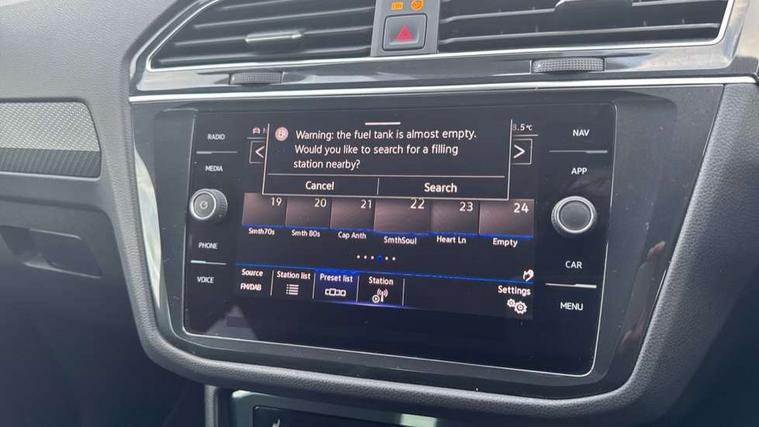 RADIO
MEDIA
PHONE
VOICE
Warning: the fuel tank is almost empty.
Would you like to search for a filling
station nearby?
Cancel
Search
<
>
19
20
21
22
23
24
Smth70s
Smth 80s
Cap Anth
SmthSoul
Heart Ln
Empty
Source
FM/DAB
Station list
Preset list
Station
Settings
NAV
APP
CAR
MENU